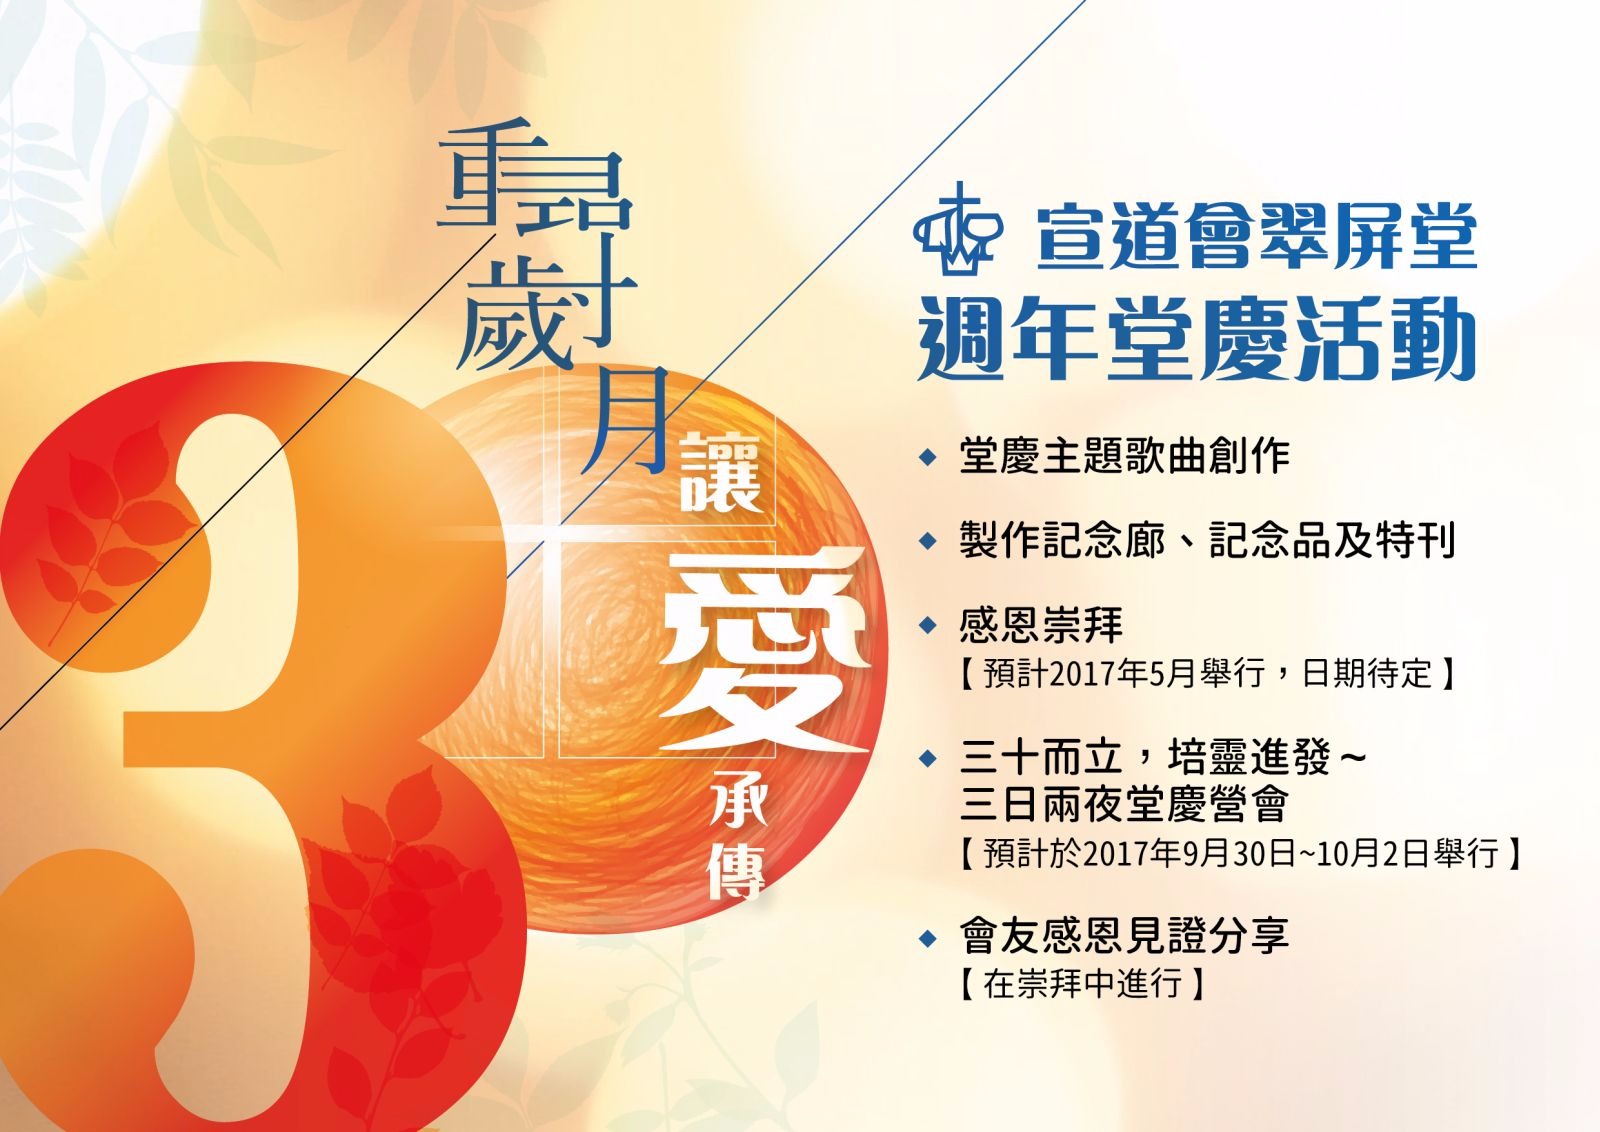 重尋歲月
讓
愛
承傳
30
宣道會翠屏堂
週年堂慶活動
◆ 堂慶主題歌曲創作
◆ 製作記念廊、記念品及特刊
◆ 感恩崇拜
【預計2017年5月舉行，日期待定】
◆ 三十而立，培靈進發～
三日兩夜堂慶營會
【預計於2017年9月30日~10月2日舉行】
◆ 會友感恩見證分享
【在崇拜中進行】